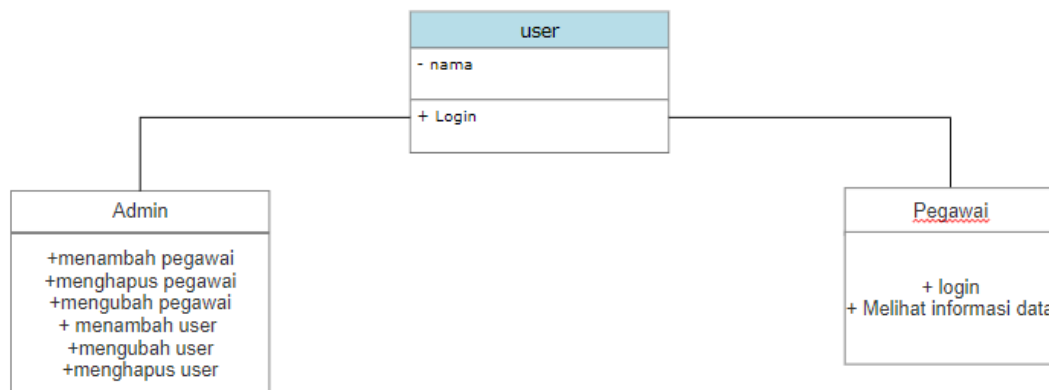 user
- nama
+ Login
Admin
+menambah pegawai
+menghapus pegawai
+mengubah pegawai
+ menambah user
+mengubah user
+menghapus user
Pegawai
+ login
+ Melihat informasi data